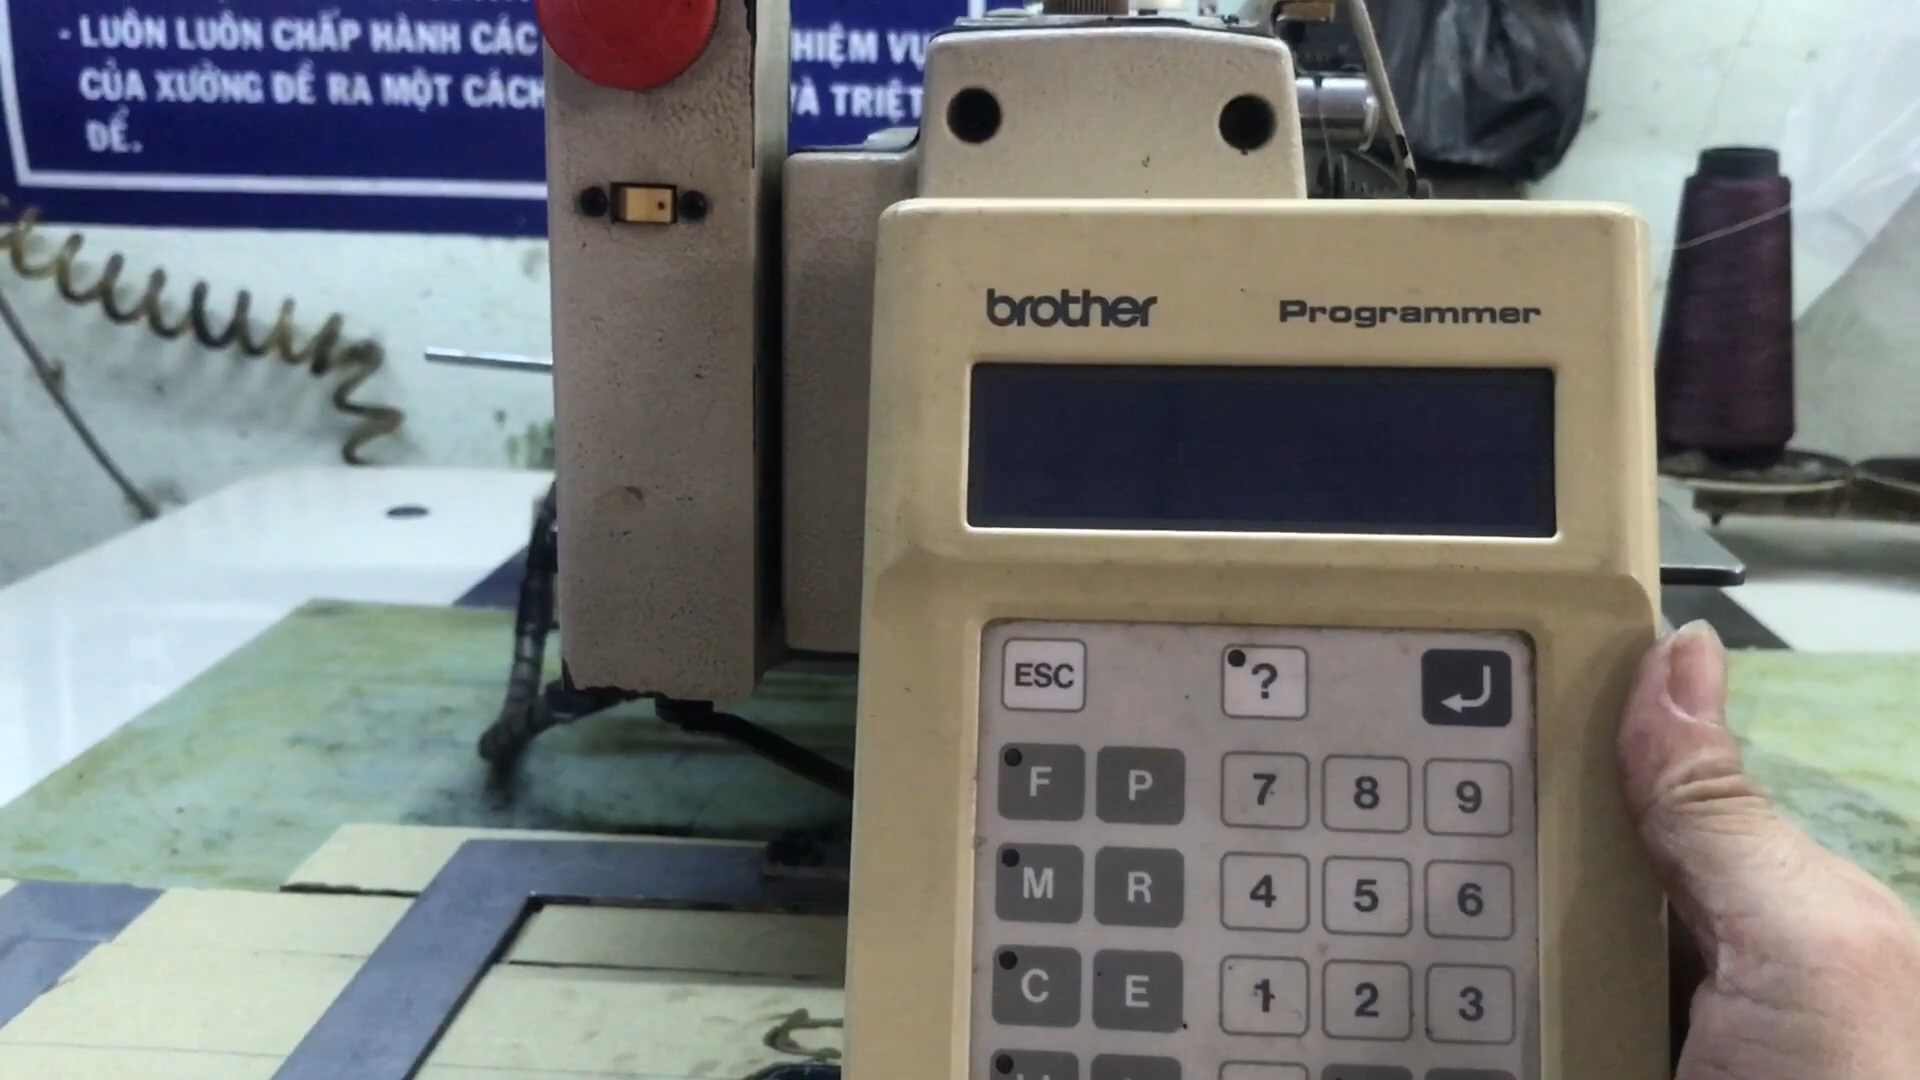 - LUÔN LUÔN CHẤP HÀNH CÁC
HIỆM VỤ
CỦA XƯỞNG ĐỀ RA MỘT CÁCH
VÀ TRIỆT
ĐỂ.
brother Programmer
ESC ?
F P 7 8 9
M R 4 5 6
C E 1 2 3